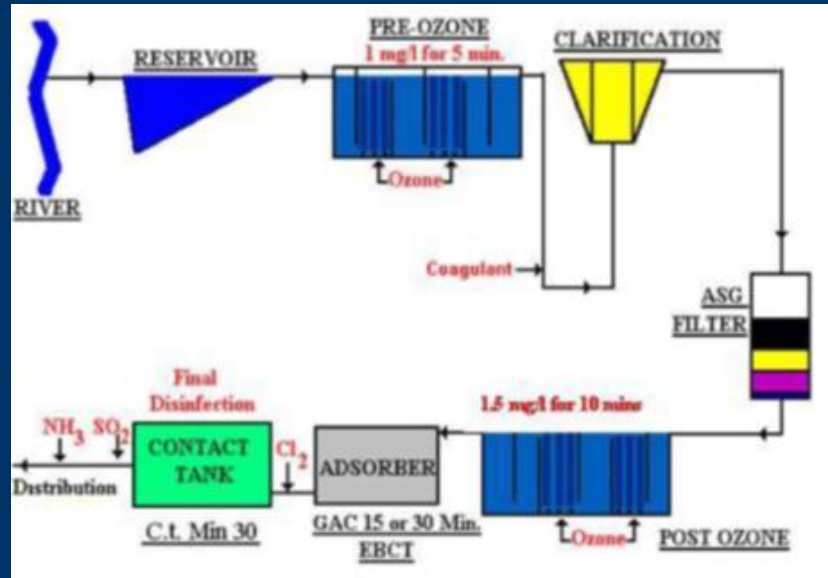 PRE-OZONE
1 mg/l for 5 min.
CLARIFICATION
RESERVOIR
Ozone
RIVER
Coagulant
ASG
FILTER
Final
Disinfection
1.5 mg/l for 10 mins
NH3 SO2
CONTACT
TANK
Cl2
ADSORBER
Distribution
C.t. Min 30
GAC 15 or 30 Min.
EBCT
Ozone
POST OZONE